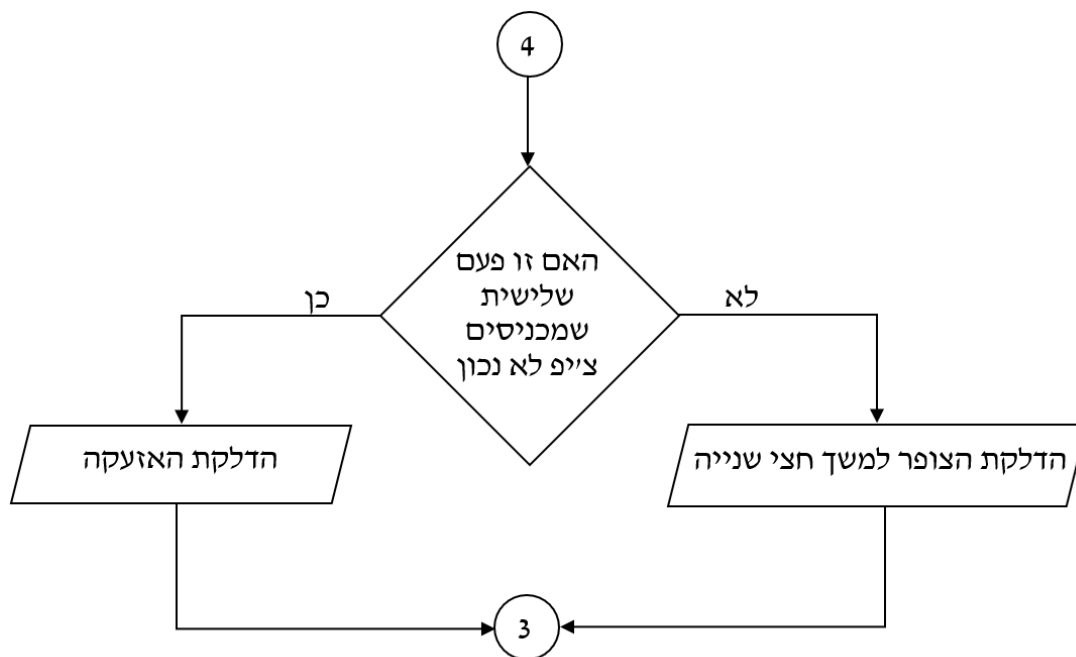 4
האם זו פעם
שלישית
שמכניסים
צ'יפ לא נכון
כן
לא
הדלקת האזעקה
הדלקת הצופר למשך חצי שנייה
3